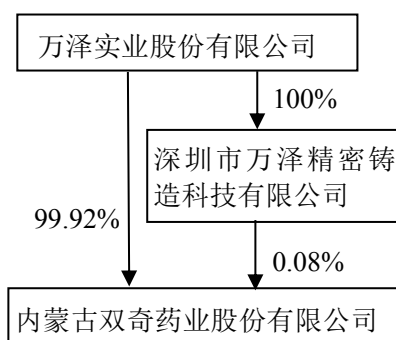 万泽实业股份有限公司
100%
深圳市万泽精密铸
造科技有限公司
99.92%
0.08%
内蒙古双奇药业股份有限公司